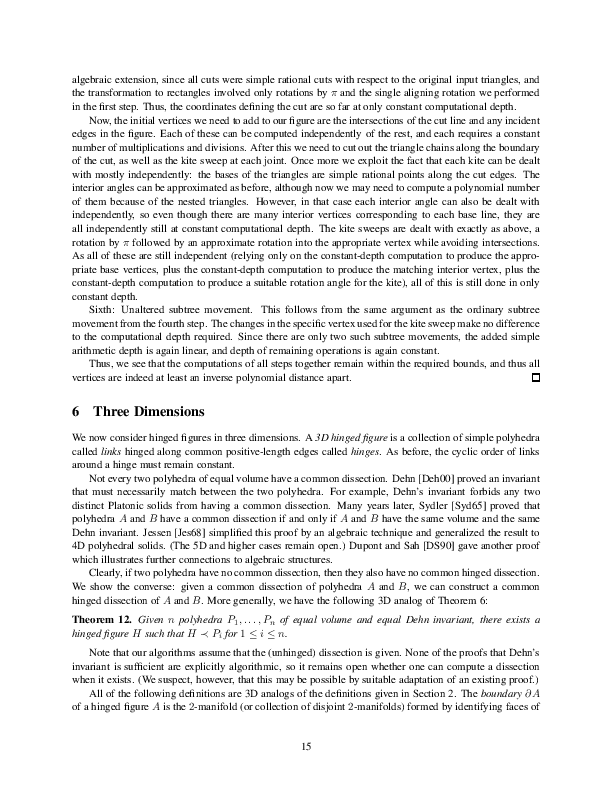 algebraic extension, since all cuts were simple rational cuts with respect to the original input triangles, and
the transformation to rectangles involved only rotations by π and the single aligning rotation we performed
in the first step. Thus, the coordinates defining the cut are so far at only constant computational depth.
Now, the initial vertices we need to add to our figure are the intersections of the cut line and any incident
edges in the figure. Each of these can be computed independently of the rest, and each requires a constant
number of multiplications and divisions. After this we need to cut out the triangle chains along the boundary
of the cut, as well as the kite sweep at each joint. Once more we exploit the fact that each kite can be dealt
with mostly independently: the bases of the triangles are simple rational points along the cut edges. The
interior angles can be approximated as before, although now we may need to compute a polynomial number
of them because of the nested triangles. However, in that case each interior angle can also be dealt with
independently, so even though there are many interior vertices corresponding to each base line, they are
all independently still at constant computational depth. The kite sweeps are dealt with exactly as above, a
rotation by π followed by an approximate rotation into the appropriate vertex while avoiding intersections.
As all of these are still independent (relying only on the constant-depth computation to produce the appro-
priate base vertices, plus the constant-depth computation to produce the matching interior vertex, plus the
constant-depth computation to produce a suitable rotation angle for the kite), all of this is still done in only
constant depth.
Sixth: Unaltered subtree movement. This follows from the same argument as the ordinary subtree
movement from the fourth step. The changes in the specific vertex used for the kite sweep make no difference
to the computational depth required. Since there are only two such subtree movements, the added simple
arithmetic depth is again linear, and depth of remaining operations is again constant.
Thus, we see that the computations of all steps together remain within the required bounds, and thus all
vertices are indeed at least an inverse polynomial distance apart. □
6 Three Dimensions
We now consider hinged figures in three dimensions. A 3D hinged figure is a collection of simple polyhedra
called links hinged along common positive-length edges called hinges. As before, the cyclic order of links
around a hinge must remain constant.
Not every two polyhedra of equal volume have a common dissection. Dehn [Deh00] proved an invariant
that must necessarily match between the two polyhedra. For example, Dehn's invariant forbids any two
distinct Platonic solids from having a common dissection. Many years later, Sydler [Syd65] proved that
polyhedra A and B have a common dissection if and only if A and B have the same volume and the same
Dehn invariant. Jessen [Jes68] simplified this proof by an algebraic technique and generalized the result to
4D polyhedral solids. (The 5D and higher cases remain open.) Dupont and Sah [DS90] gave another proof
which illustrates further connections to algebraic structures.
Clearly, if two polyhedra have no common dissection, then they also have no common hinged dissection.
We show the converse: given a common dissection of polyhedra A and B, we can construct a common
hinged dissection of A and B. More generally, we have the following 3D analog of Theorem 6:
Theorem 12. Given n polyhedra P₁, . . . , Pₙ of equal volume and equal Dehn invariant, there exists a
hinged figure H such that H ≺ Pᵢ for 1 ≤ i ≤ n.
Note that our algorithms assume that the (unhinged) dissection is given. None of the proofs that Dehn's
invariant is sufficient are explicitly algorithmic, so it remains open whether one can compute a dissection
when it exists. (We suspect, however, that this may be possible by suitable adaptation of an existing proof.)
All of the following definitions are 3D analogs of the definitions given in Section 2. The boundary ∂A
of a hinged figure A is the 2-manifold (or collection of disjoint 2-manifolds) formed by identifying faces of
15